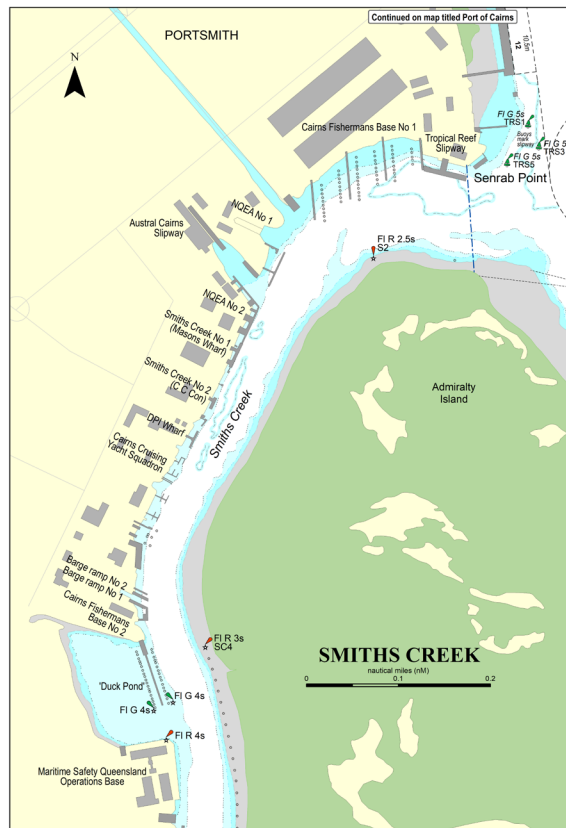 Continued on map titled Port of Cairns
PORTSMITH
N
12
10.5m
Fl G 5s
TRS1
Buoys
mark
slipway
Fl G 5s
TRS3
Fl G 5s
TRS5
Cairns Fishermans Base No 1
Tropical Reef
Slipway
Senrab Point
NQEA No 1
Austral Cairns
Slipway
Fl R 2.5s
S2
NQEA No 2
Smiths Creek No 1
(Masons Wharf)
Smiths Creek No 2
(C C Con)
Admiralty
Island
Smiths Creek
DPI Wharf
Cairns Cruising
Yacht Squadron
Barge ramp No 2
Barge ramp No 1
Cairns Fishermans
Base No 2
Fl R 3s
SC4
SMITHS CREEK
nautical miles (nM)
0
0.1
0.2
'Duck Pond'
Fl G 4s
Fl G 4s
Fl R 4s
Maritime Safety Queensland
Operations Base